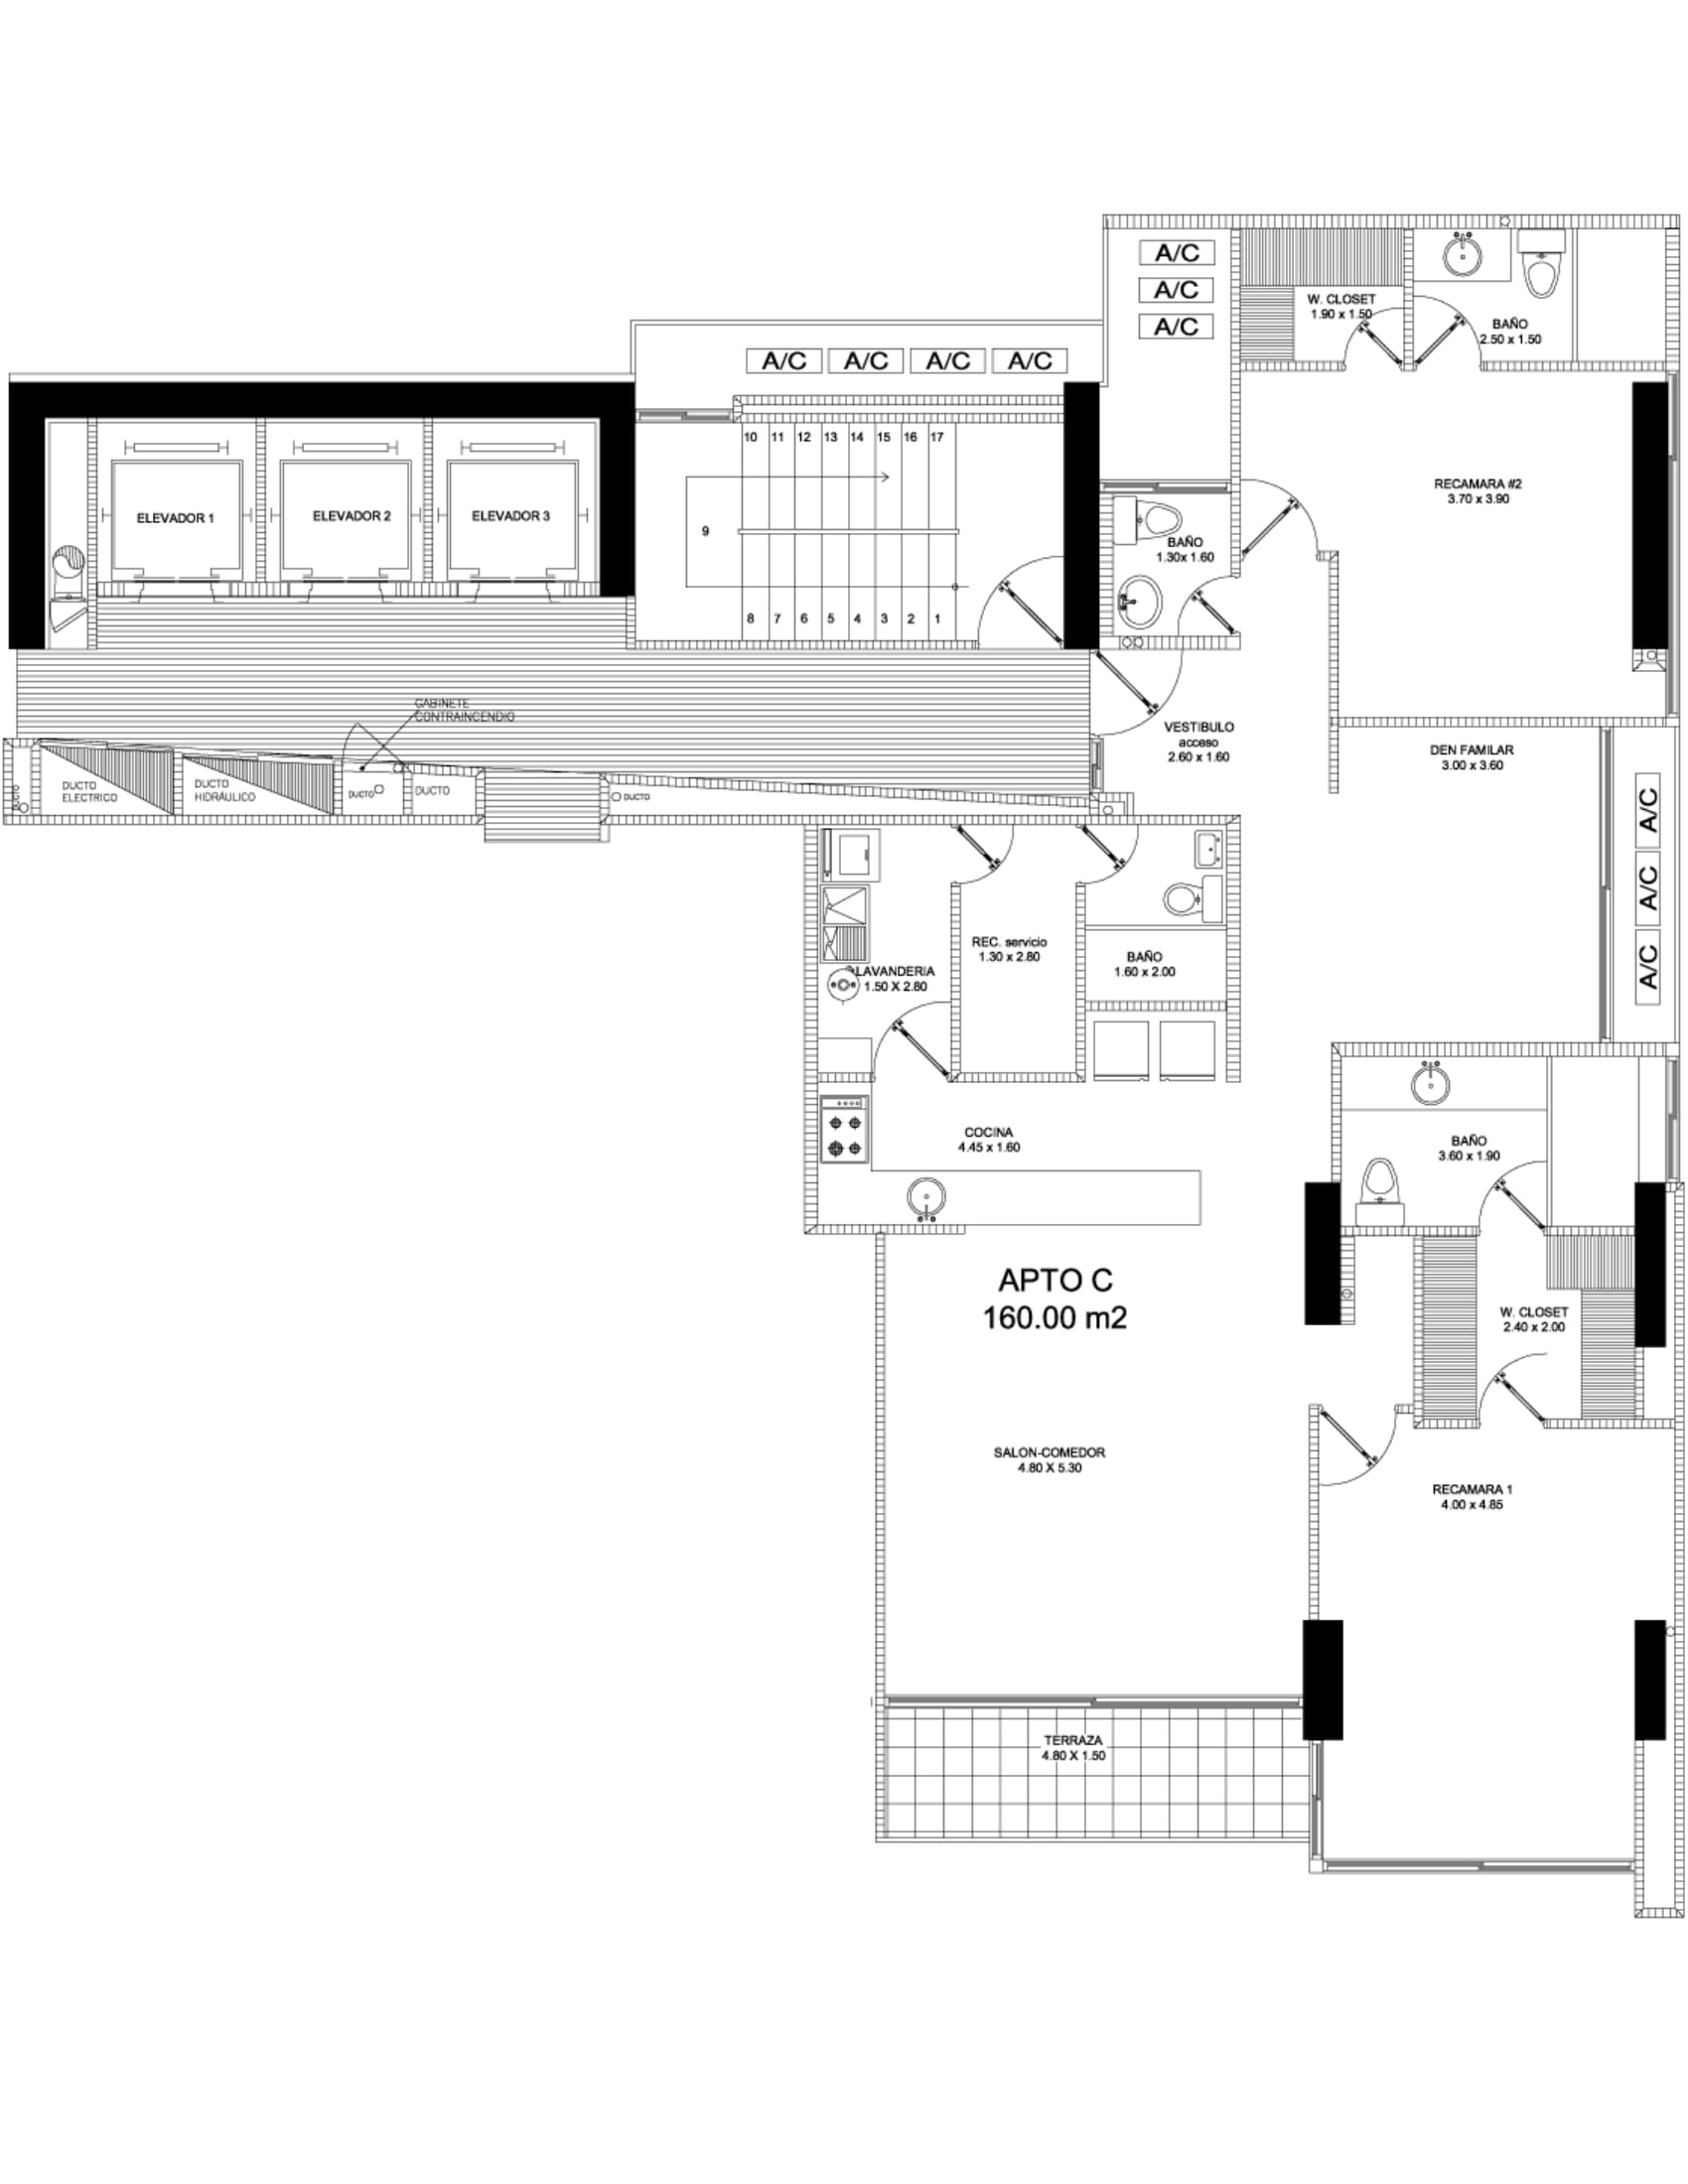 A/C
A/C
A/C
W. CLOSET
1.90 x 1.50
BAÑO
2.50 x 1.50
A/C A/C A/C A/C
10 11 12 13 14 15 16 17
9
8 7 6 5 4 3 2 1
ELEVADOR 1
ELEVADOR 2
ELEVADOR 3
RECAMARA #2
3.70 x 3.90
BAÑO
1.30x 1.60
GABINETE
CONTRAINCENDIO
VESTIBULO
acceso
2.60 x 1.60
DEN FAMILAR
3.00 x 3.60
DUCTO
DUCTO
ELECTRICO
DUCTO
HIDRÁULICO
DUCTO
DUCTO
DUCTO
A/C
A/C
A/C
REC. servicio
1.30 x 2.80
BAÑO
1.60 x 2.00
LAVANDERIA
1.50 X 2.80
COCINA
4.45 x 1.60
BAÑO
3.60 x 1.90
APTO C
160.00 m2
W. CLOSET
2.40 x 2.00
SALON-COMEDOR
4.80 X 5.30
RECAMARA 1
4.00 x 4.85
TERRAZA
4.80 X 1.50